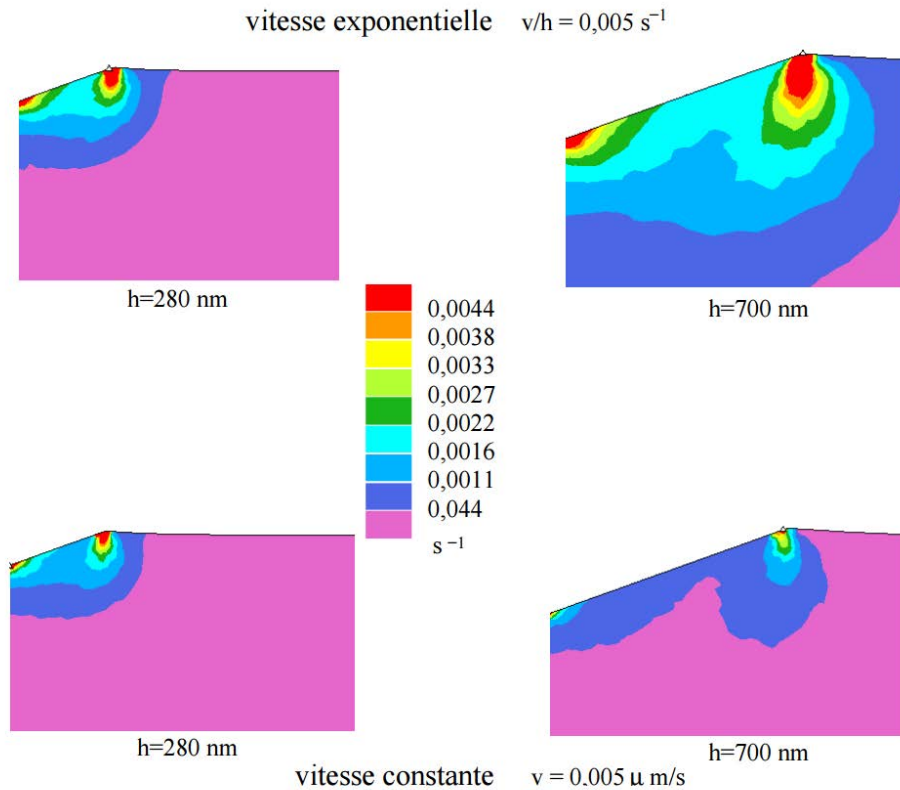 vitesse exponentielle v/h = 0,005 s⁻¹
h=280 nm
h=700 nm
0,0044
0,0038
0,0033
0,0027
0,0022
0,0016
0,0011
0,044
s⁻¹
h=280 nm
h=700 nm
vitesse constante v = 0,005 μ m/s